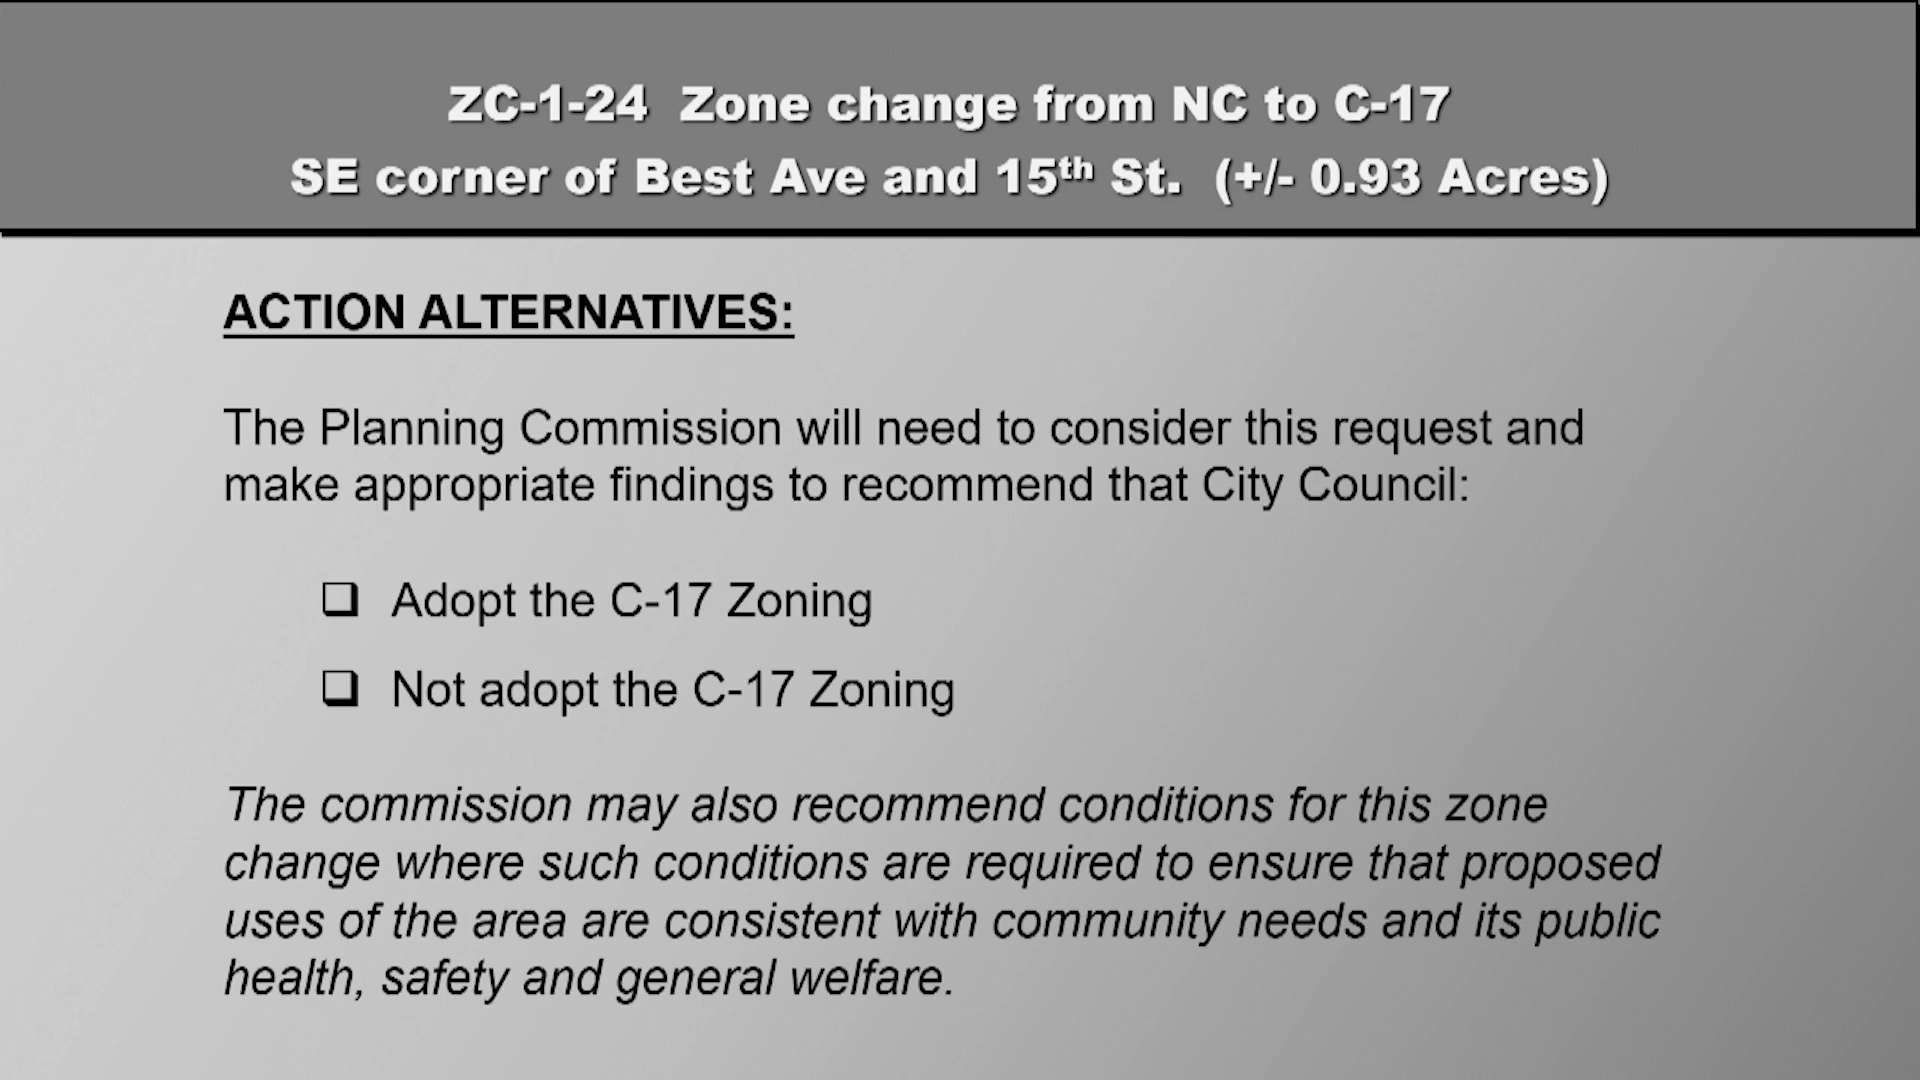 ZC-1-24  Zone change from NC to C-17
SE corner of Best Ave and 15th St.  (+/- 0.93 Acres)
ACTION ALTERNATIVES:
The Planning Commission will need to consider this request and
make appropriate findings to recommend that City Council:
❑ Adopt the C-17 Zoning
❑ Not adopt the C-17 Zoning
The commission may also recommend conditions for this zone
change where such conditions are required to ensure that proposed
uses of the area are consistent with community needs and its public
health, safety and general welfare.